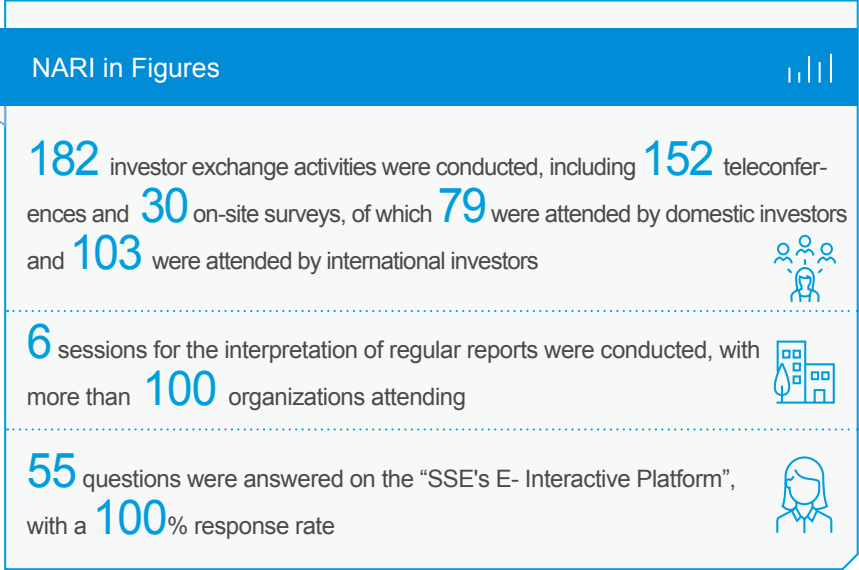 NARI in Figures
182 investor exchange activities were conducted, including 152 teleconfer-
ences and 30 on-site surveys, of which 79 were attended by domestic investors
and 103 were attended by international investors
6 sessions for the interpretation of regular reports were conducted, with
more than 100 organizations attending
55 questions were answered on the “SSE's E- Interactive Platform”,
with a 100% response rate